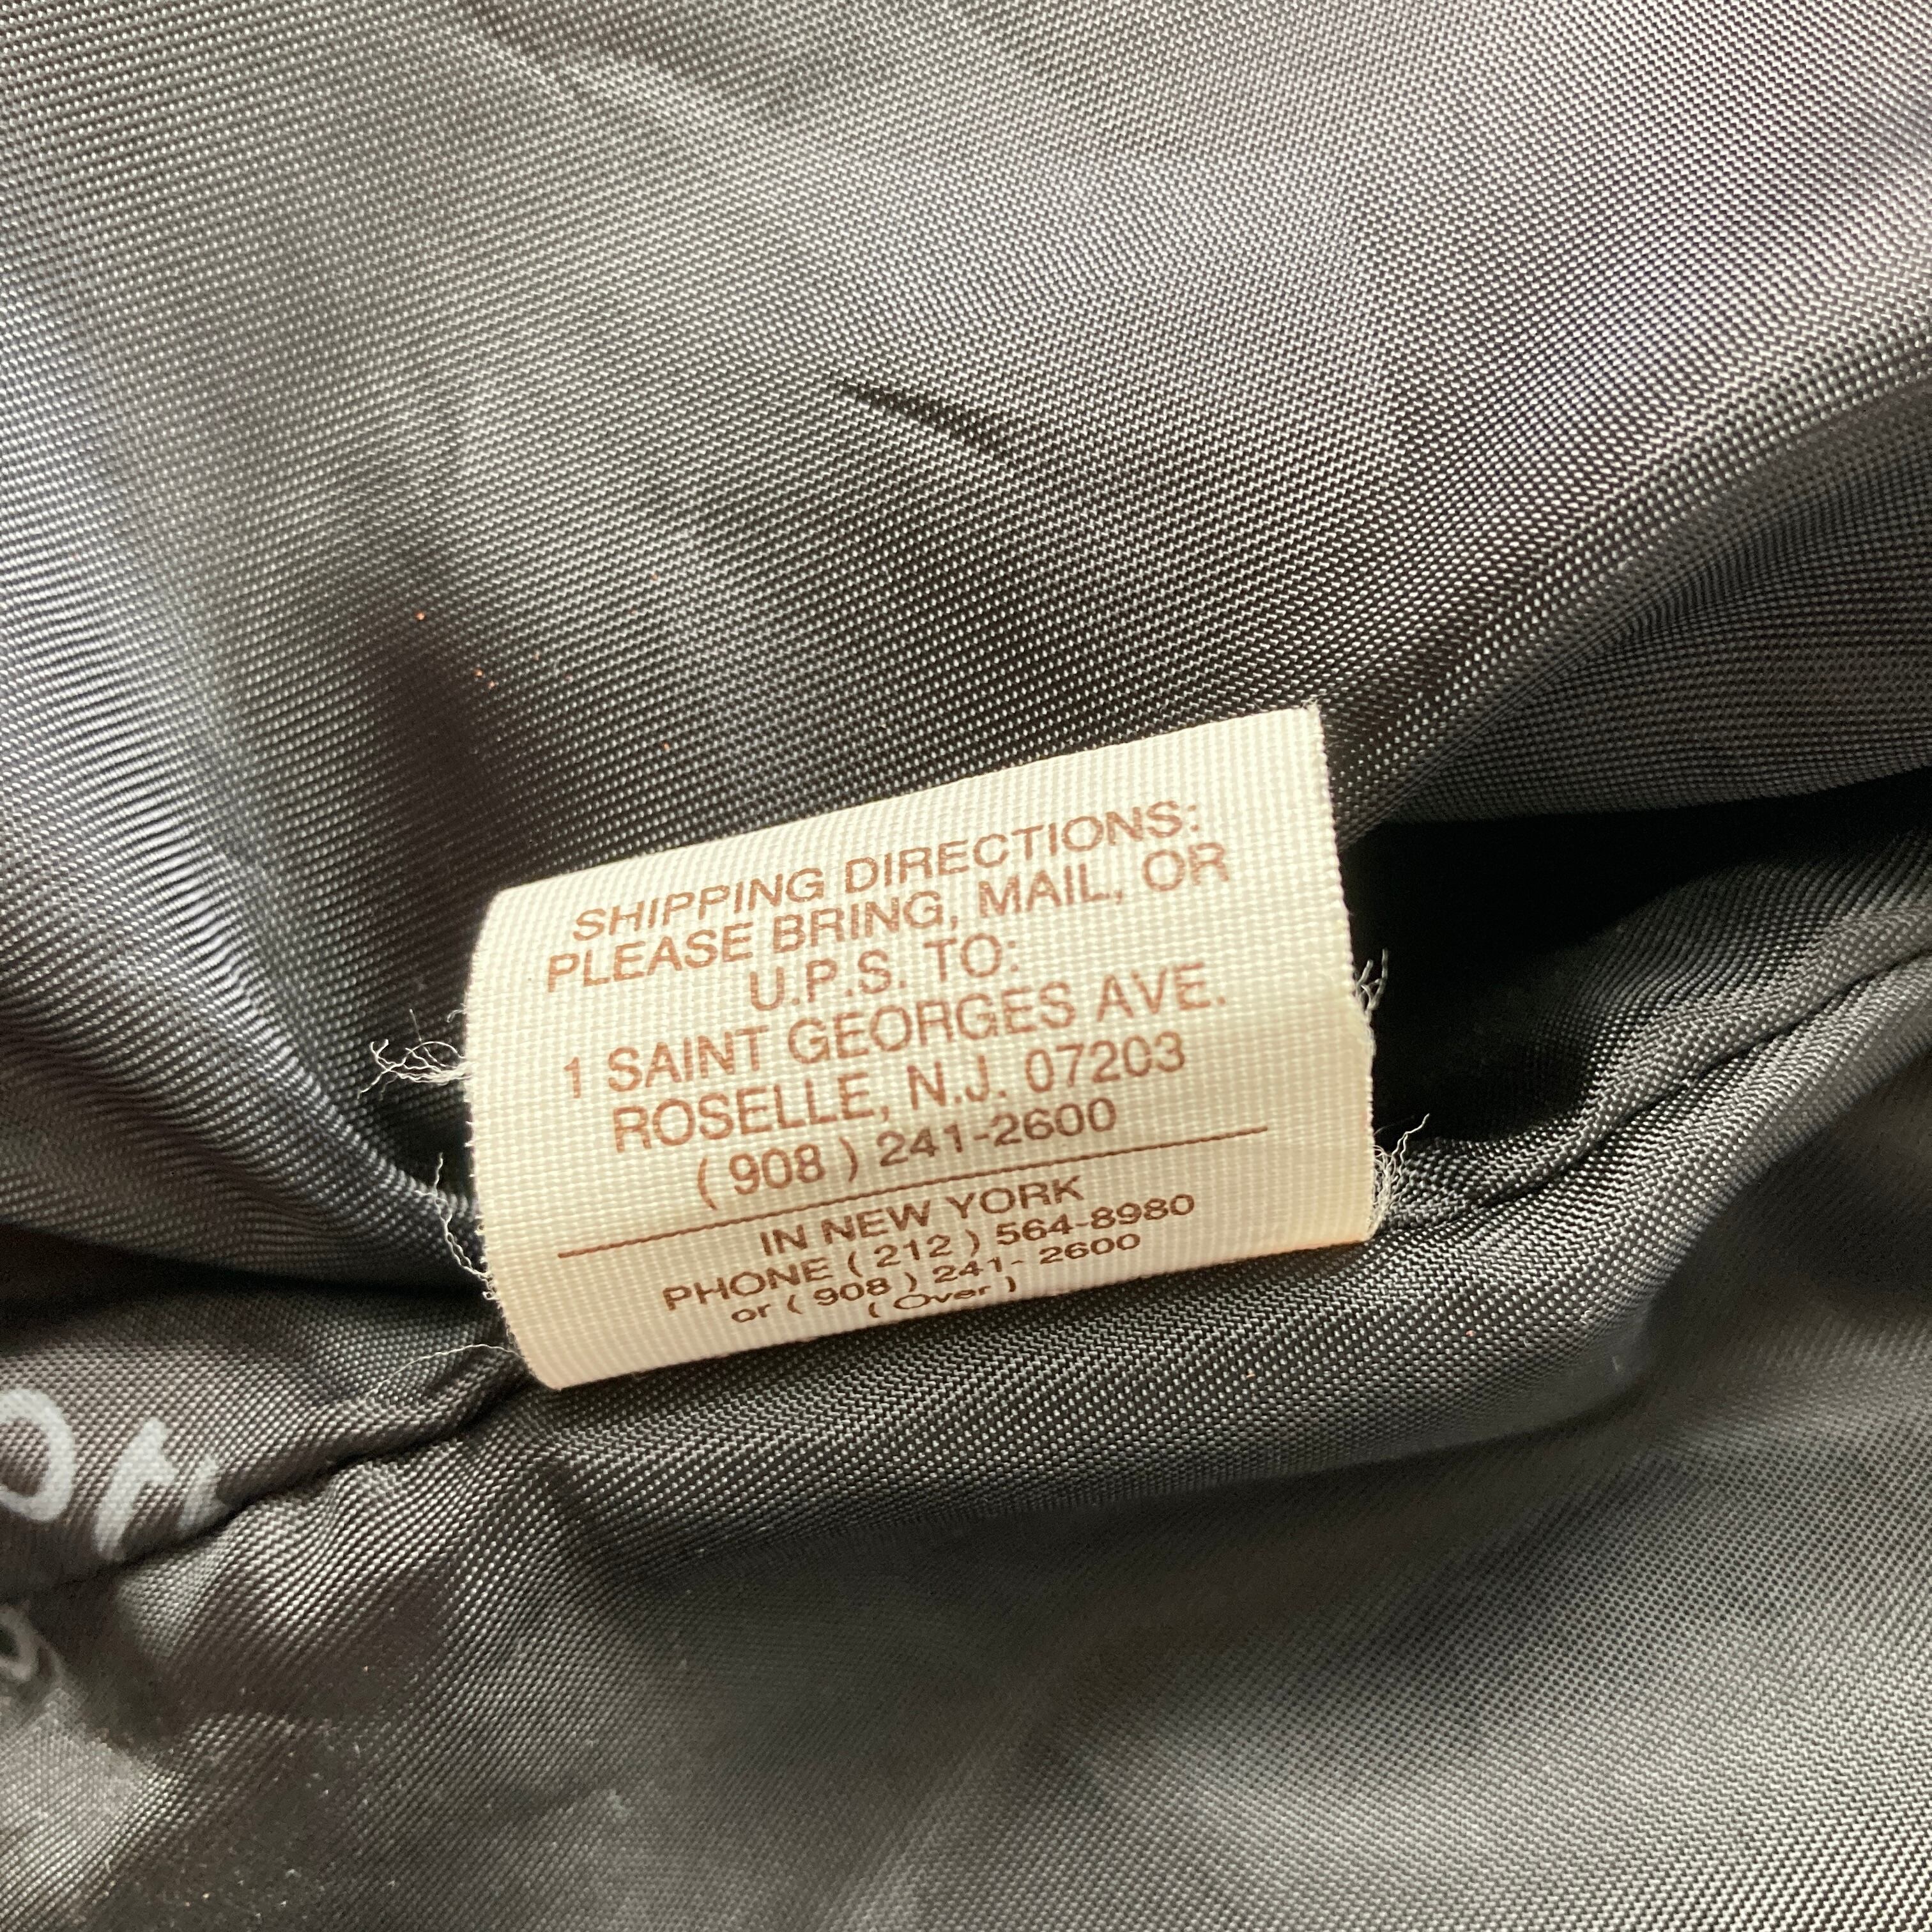 SHIPPING DIRECTIONS:
PLEASE BRING, MAIL, OR
U.P.S. TO:
1 SAINT GEORGES AVE.
ROSELLE, N.J. 07203
( 908 ) 241-2600
IN NEW YORK
PHONE ( 212 ) 564-8980
or ( 908 ) 241- 2600
( Over )